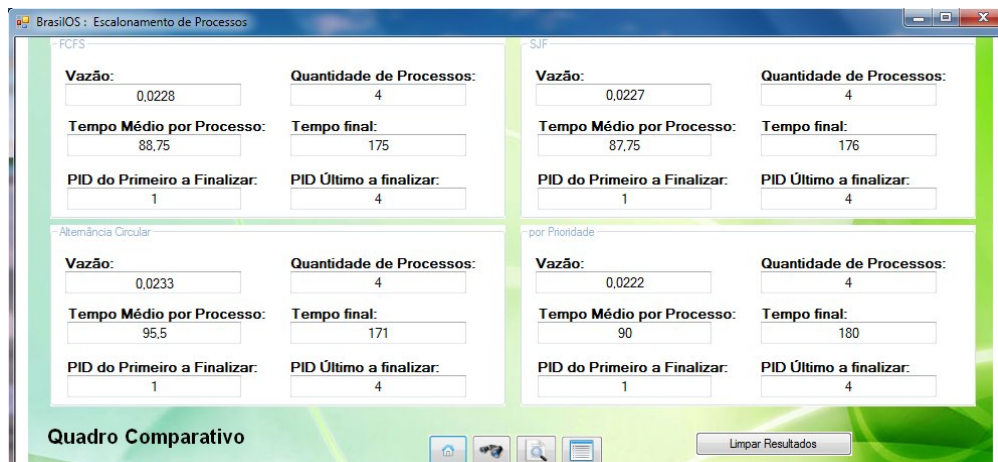 BrasilOS : Escalonamento de Processos
FCFS
Vazão: Quantidade de Processos:
0,0228 4
Tempo Médio por Processo: Tempo final:
88,75 175
PID do Primeiro a Finalizar: PID Último a finalizar:
1 4
SJF
Vazão: Quantidade de Processos:
0,0227 4
Tempo Médio por Processo: Tempo final:
87,75 176
PID do Primeiro a Finalizar: PID Último a finalizar:
1 4
Alternância Circular
Vazão: Quantidade de Processos:
0,0233 4
Tempo Médio por Processo: Tempo final:
95,5 171
PID do Primeiro a Finalizar: PID Último a finalizar:
1 4
por Prioridade
Vazão: Quantidade de Processos:
0,0222 4
Tempo Médio por Processo: Tempo final:
90 180
PID do Primeiro a Finalizar: PID Último a finalizar:
1 4
Quadro Comparativo
Limpar Resultados